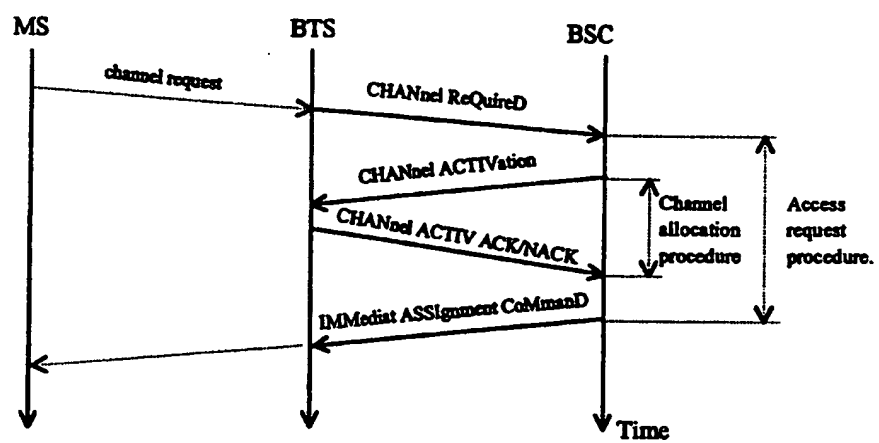 MS
BTS
BSC
channel request
CHANnel ReQuireD
CHANnel ACTIVation
CHANnel ACTIV ACK/NACK
Channel
allocation
procedure
Access
request
procedure.
IMMediat ASSIgnment CoMmanD
Time